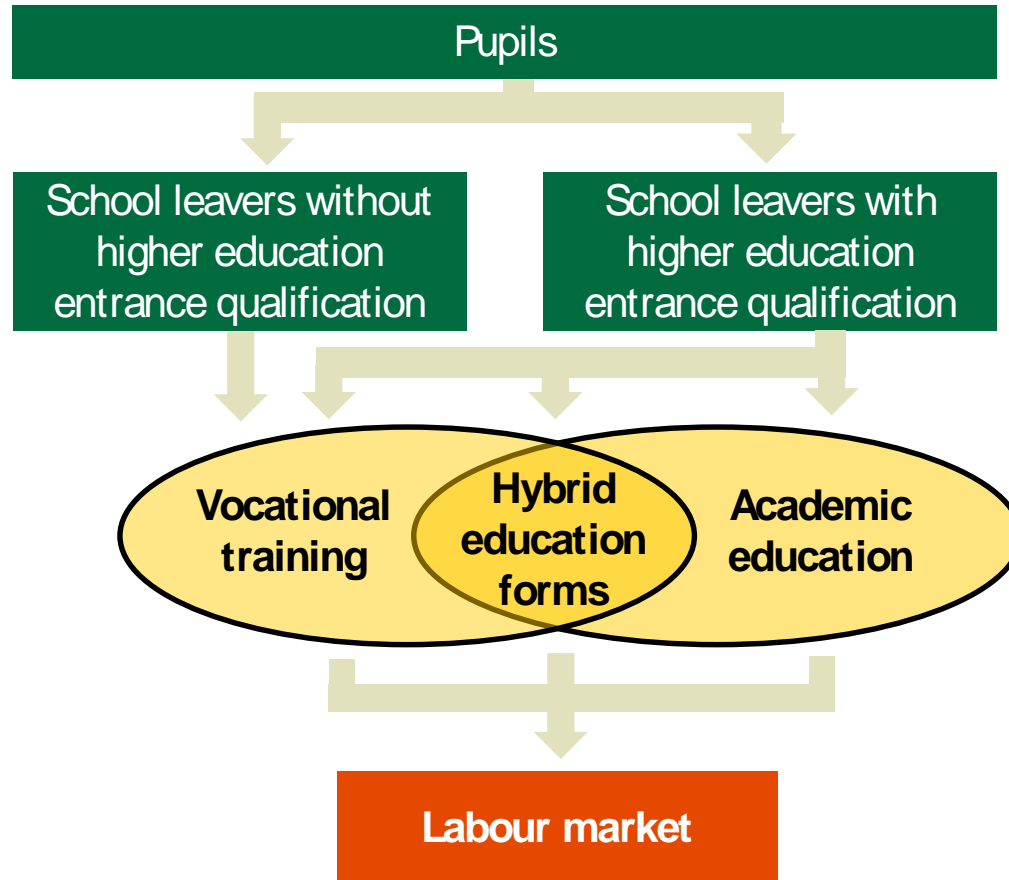 Pupils
School leavers without
higher education
entrance qualification
School leavers with
higher education
entrance qualification
Vocational
training
Hybrid
education
forms
Academic
education
Labour market